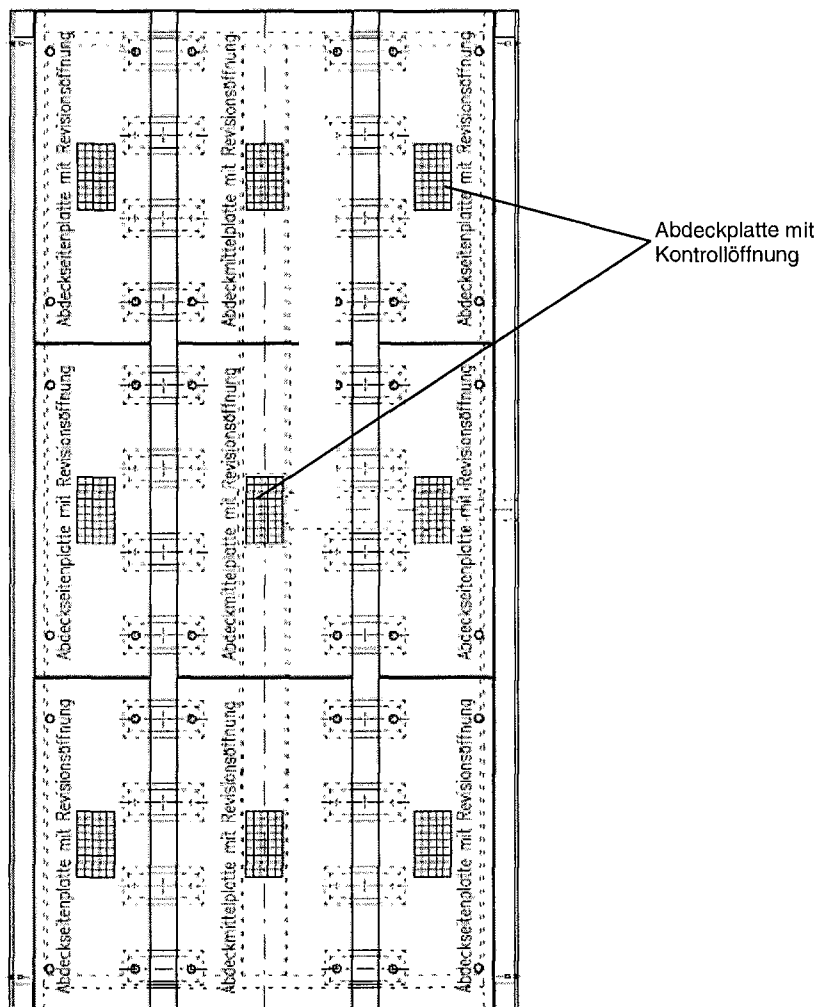 Abdeckseitenplatte mit Revisionsöffnung
Abdeckmittelplatte mit Revisionsöffnung
Abdeckseitenplatte mit Revisionsöffnung
Abdeckplatte mit
Kontrollöffnung
Abdeckseitenplatte mit Revisionsöffnung
Abdeckmittelplatte mit Revisionsöffnung
Abdeckseitenplatte mit Revisionsöffnung
Abdeckseitenplatte mit Revisionsöffnung
Abdeckmittelplatte mit Revisionsöffnung
Abdeckseitenplatte mit Revisionsöffnung